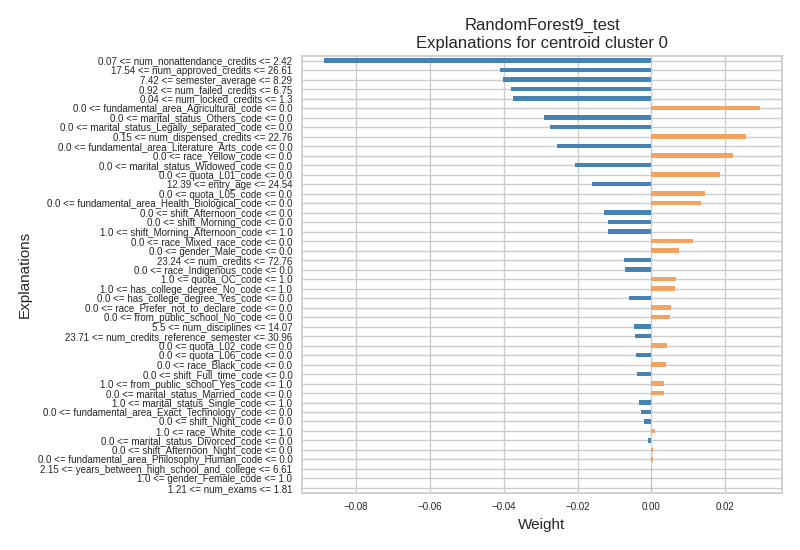 RandomForest9_test
Explanations for centroid cluster 0
0.07 <= num_nonattendance_credits <= 2.42
17.54 <= num_approved_credits <= 26.61
7.42 <= semester_average <= 8.29
0.92 <= num_failed_credits <= 6.75
0.04 <= num_locked_credits <= 1.3
0.0 <= fundamental_area_Agricultural_code <= 0.0
0.0 <= marital_status_Others_code <= 0.0
0.0 <= marital_status_Legally_separated_code <= 0.0
0.15 <= num_dispensed_credits <= 22.76
0.0 <= fundamental_area_Literature_Arts_code <= 0.0
0.0 <= race_Yellow_code <= 0.0
0.0 <= marital_status_Widowed_code <= 0.0
0.0 <= quota_L01_code <= 0.0
12.39 <= entry_age <= 24.54
0.0 <= quota_L05_code <= 0.0
0.0 <= fundamental_area_Health_Biological_code <= 0.0
0.0 <= shift_Afternoon_code <= 0.0
0.0 <= shift_Morning_code <= 0.0
1.0 <= shift_Morning_Afternoon_code <= 1.0
0.0 <= race_Mixed_race_code <= 0.0
0.0 <= gender_Male_code <= 0.0
23.24 <= num_credits <= 72.76
0.0 <= race_Indigenous_code <= 0.0
1.0 <= quota_OC_code <= 1.0
1.0 <= has_college_degree_No_code <= 1.0
0.0 <= has_college_degree_Yes_code <= 0.0
0.0 <= race_Prefer_not_to_declare_code <= 0.0
0.0 <= from_public_school_No_code <= 0.0
5.5 <= num_disciplines <= 14.07
23.71 <= num_credits_reference_semester <= 30.96
0.0 <= quota_L02_code <= 0.0
0.0 <= quota_L06_code <= 0.0
0.0 <= race_Black_code <= 0.0
0.0 <= shift_Full_time_code <= 0.0
1.0 <= from_public_school_Yes_code <= 1.0
0.0 <= marital_status_Married_code <= 0.0
1.0 <= marital_status_Single_code <= 1.0
0.0 <= fundamental_area_Exact_Technology_code <= 0.0
0.0 <= shift_Night_code <= 0.0
1.0 <= race_White_code <= 1.0
0.0 <= marital_status_Divorced_code <= 0.0
0.0 <= shift_Afternoon_Night_code <= 0.0
0.0 <= fundamental_area_Philosophy_Human_code <= 0.0
2.15 <= years_between_high_school_and_college <= 6.61
1.0 <= gender_Female_code <= 1.0
1.21 <= num_exams <= 1.81
Explanations
−0.08 −0.06 −0.04 −0.02 0.00 0.02
Weight